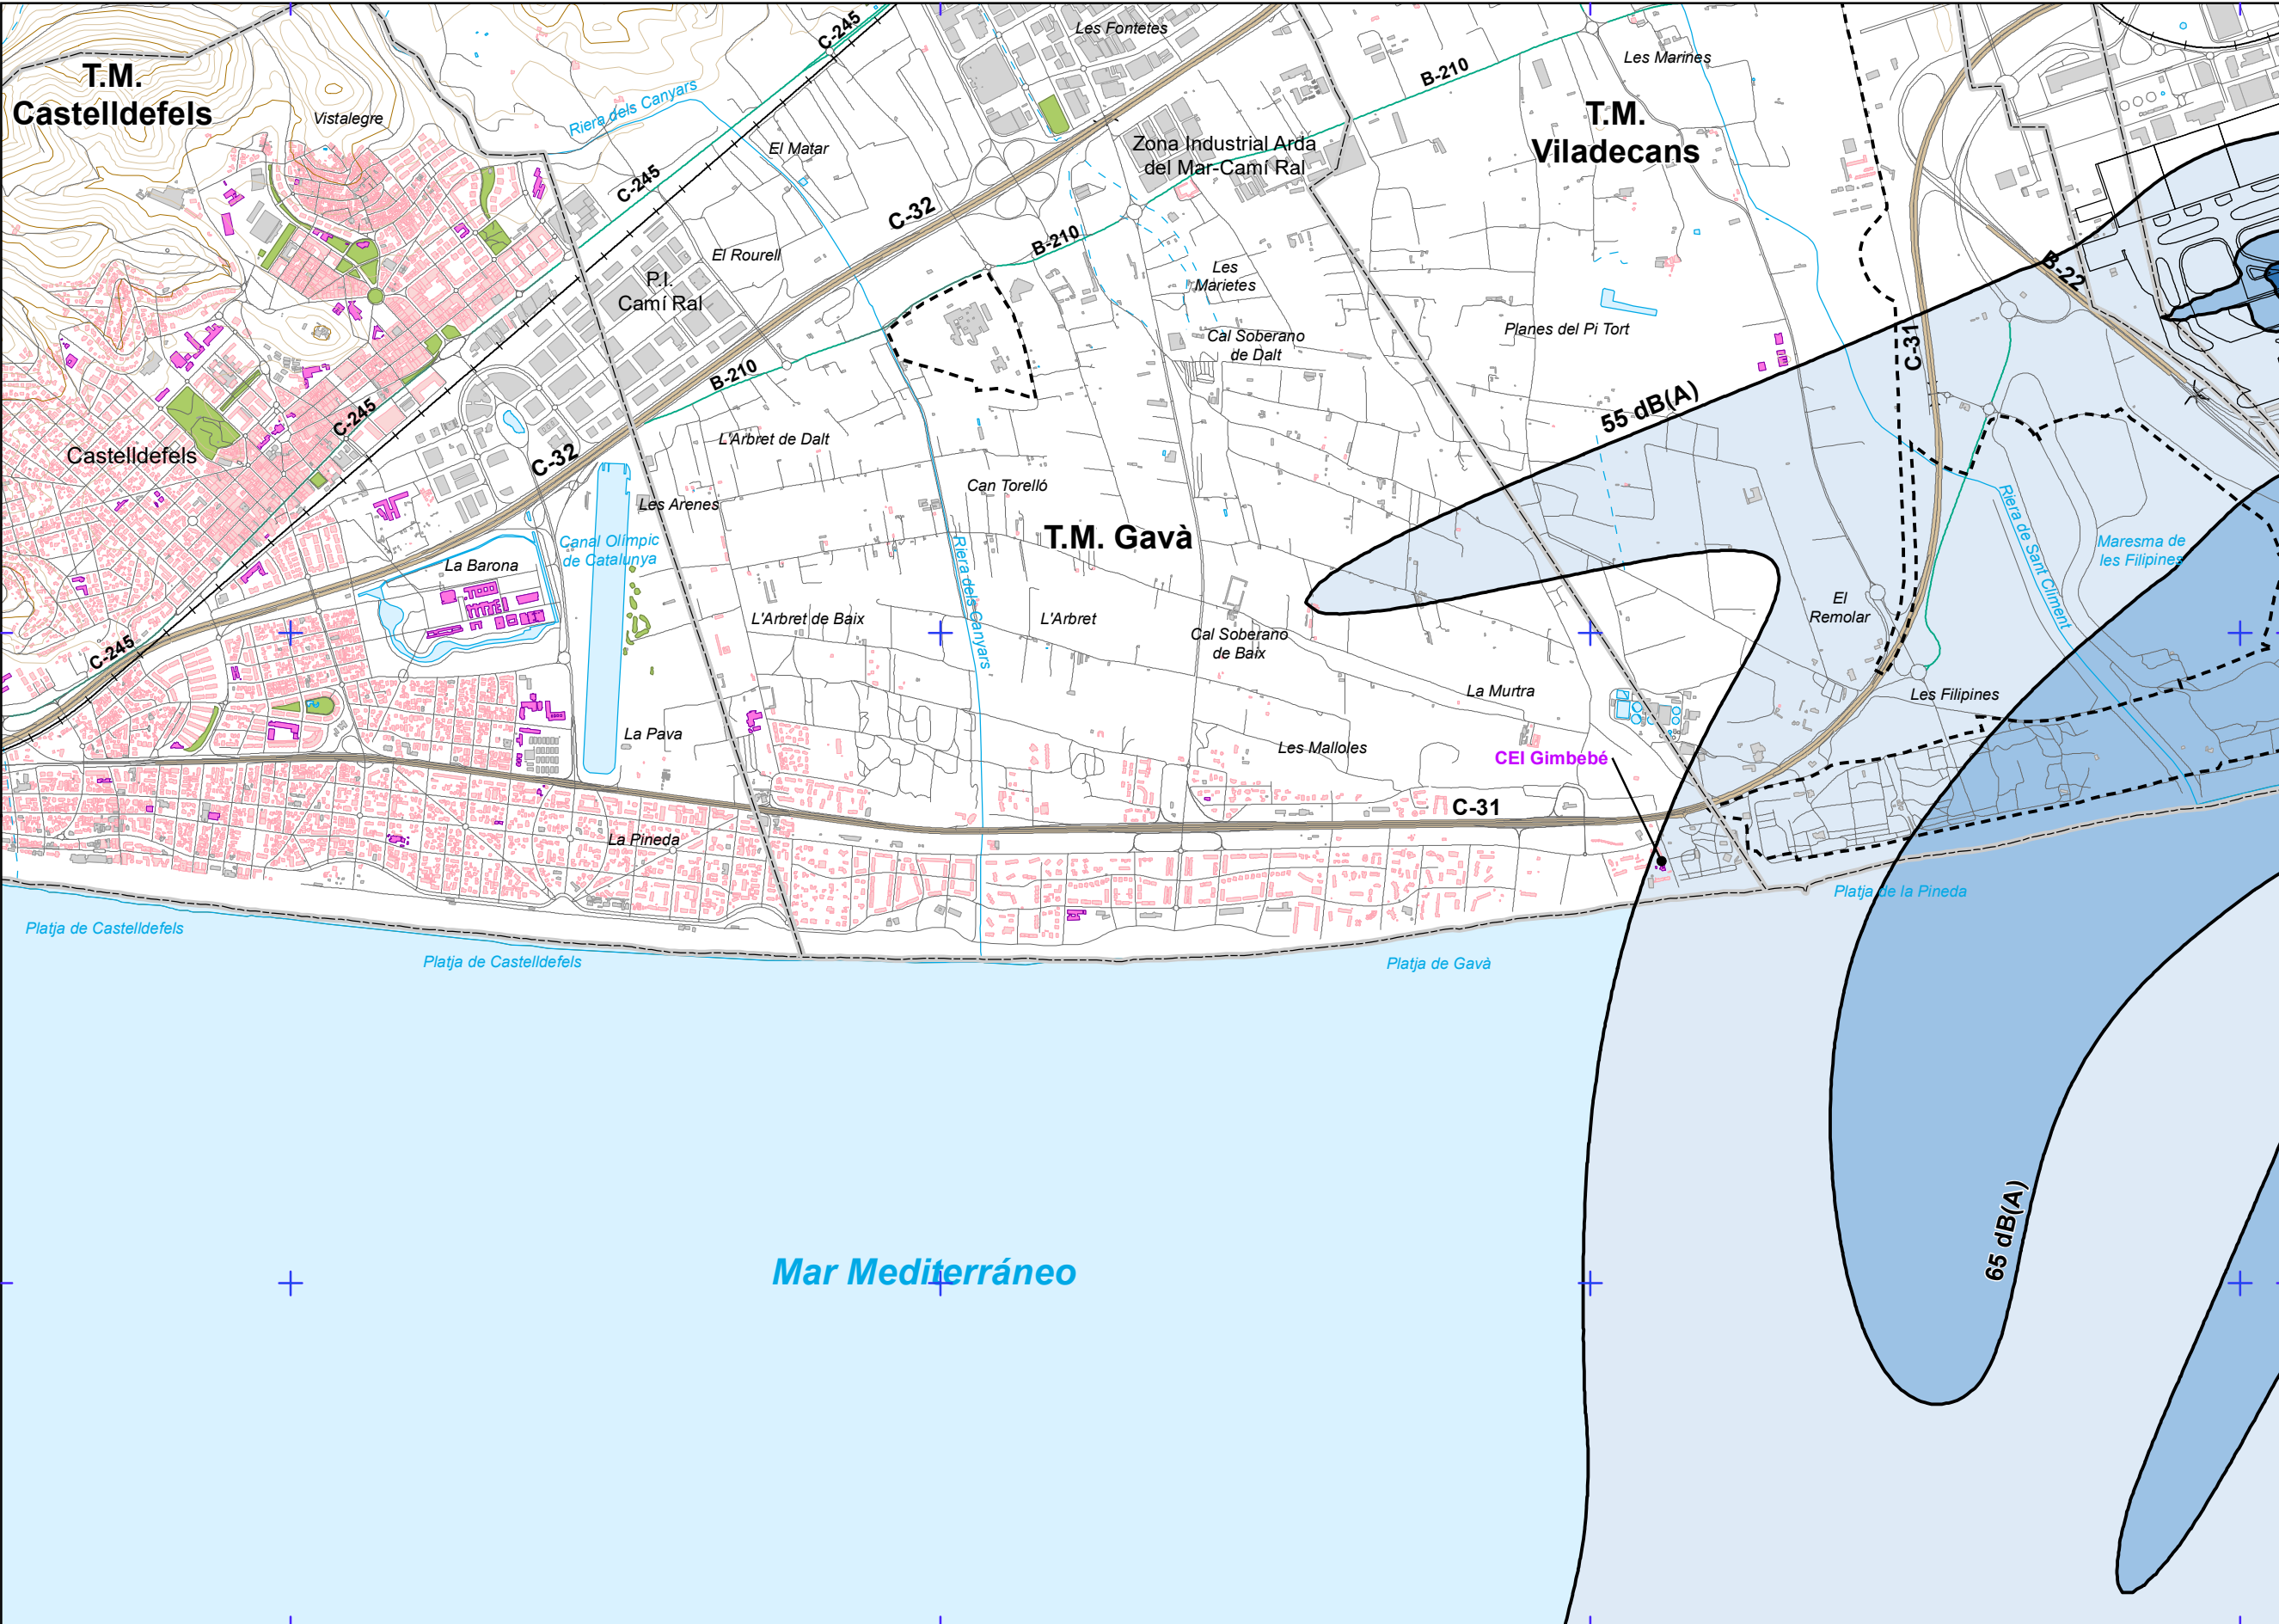 C-245
Les Fontetes
Les Marines
T.M.
Castelldefels
Vistalegre
Riera dels Canyars
El Matar
B-210
T.M.
Viladecans
Zona Industrial Arda
del Mar-Camí Ral
C-245
C-32
B-210
El Rourell
P.I.
Camí Ral
Les
Marietes
B-22
Planes del Pi Tort
Cal Soberano
de Dalt
C-31
B-210
55 dB(A)
C-245
L'Arbret de Dalt
Castelldefels
C-32
Can Torelló
Les Arenes
T.M. Gavà
Canal Olímpic
de Catalunya
La Barona
Riera dels Canyars
Riera de Sant Climent
Maresma de
les Filipines
El
Remolar
L'Arbret de Baix
L'Arbret
Cal Soberano
de Baix
C-245
La Murtra
Les Filipines
La Pava
Les Malloles
CEI Gimbebé
C-31
La Pineda
Platja de la Pineda
Platja de Castelldefels
Platja de Castelldefels
Platja de Gavà
65 dB(A)
Mar Mediterráneo